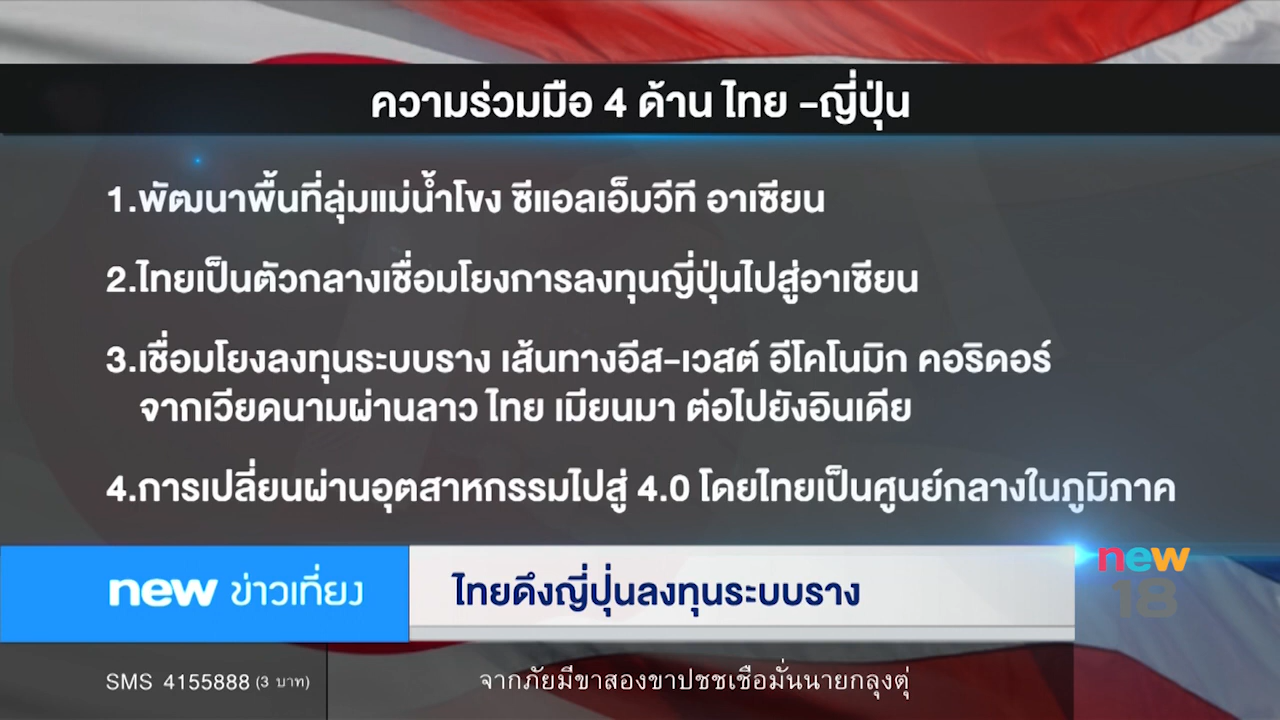 ความร่วมมือ 4 ด้าน ไทย -ญี่ปุ่น
1.พัฒนาพื้นที่ลุ่มแม่น้ำโขง ซีแอลเอ็มวีที อาเซียน
2.ไทยเป็นตัวกลางเชื่อมโยงการลงทุนญี่ปุ่นไปสู่อาเซียน
3.เชื่อมโยงลงทุนระบบราง เส้นทางอีส-เวสต์ อีโคโนมิก คอริดอร์
จากเวียดนามผ่านลาว ไทย เมียนมา ต่อไปยังอินเดีย
4.การเปลี่ยนผ่านอุตสาหกรรมไปสู่ 4.0 โดยไทยเป็นศูนย์กลางในภูมิภาค
new ข่าวเที่ยง
ไทยดึงญี่ปุ่นลงทุนระบบราง
new
18
SMS 4155888 (3 บาท)
จากภัยมีขาสองขาปชชเชื่อมั่นนายกลุงตุ่